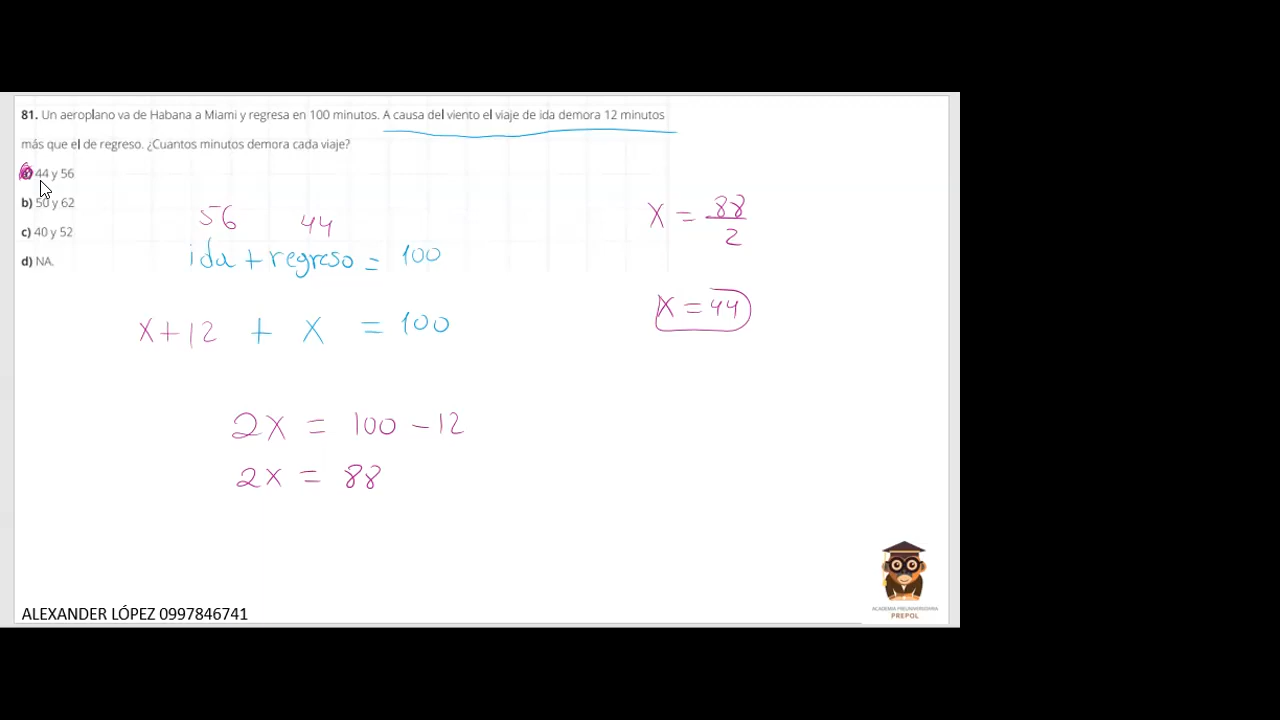 81. Un aeroplano va de Habana a Miami y regresa en 100 minutos. A causa del viento el viaje de ida demora 12 minutos
más que el de regreso. ¿Cuantos minutos demora cada viaje?
a) 44 y 56
b) 50 y 62
c) 40 y 52
d) NA.
56 44
ida + regreso = 100
x + 12 + x = 100
2x = 100 - 12
2x = 88
x = 88
2
x = 44
ALEXANDER LÓPEZ 0997846741
PREPOL